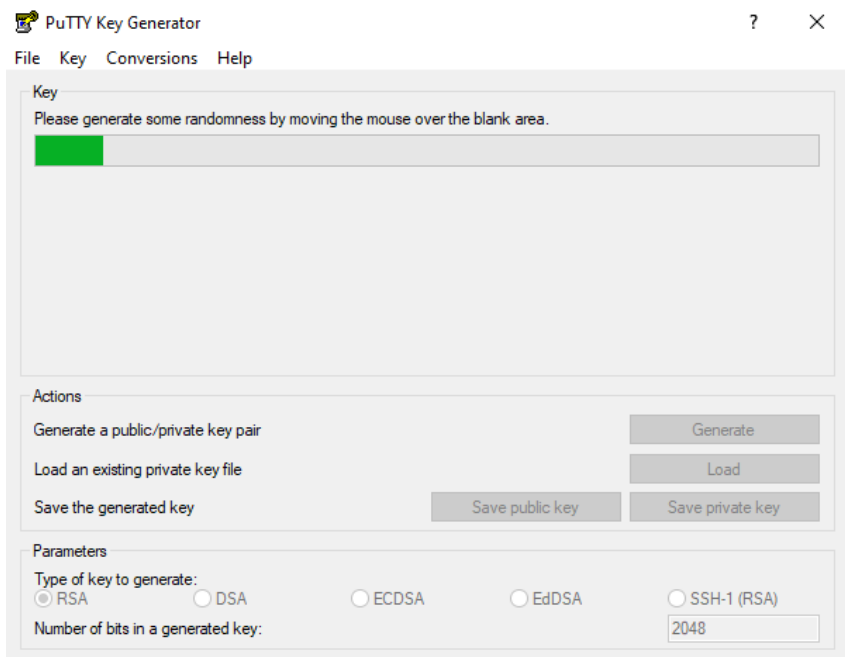 PuTTY Key Generator ?
File Key Conversions Help
Key
Please generate some randomness by moving the mouse over the blank area.
Actions
Generate a public/private key pair Generate
Load an existing private key file Load
Save the generated key Save public key Save private key
Parameters
Type of key to generate:
RSA DSA ECDSA EdDSA SSH-1 (RSA)
Number of bits in a generated key: 2048